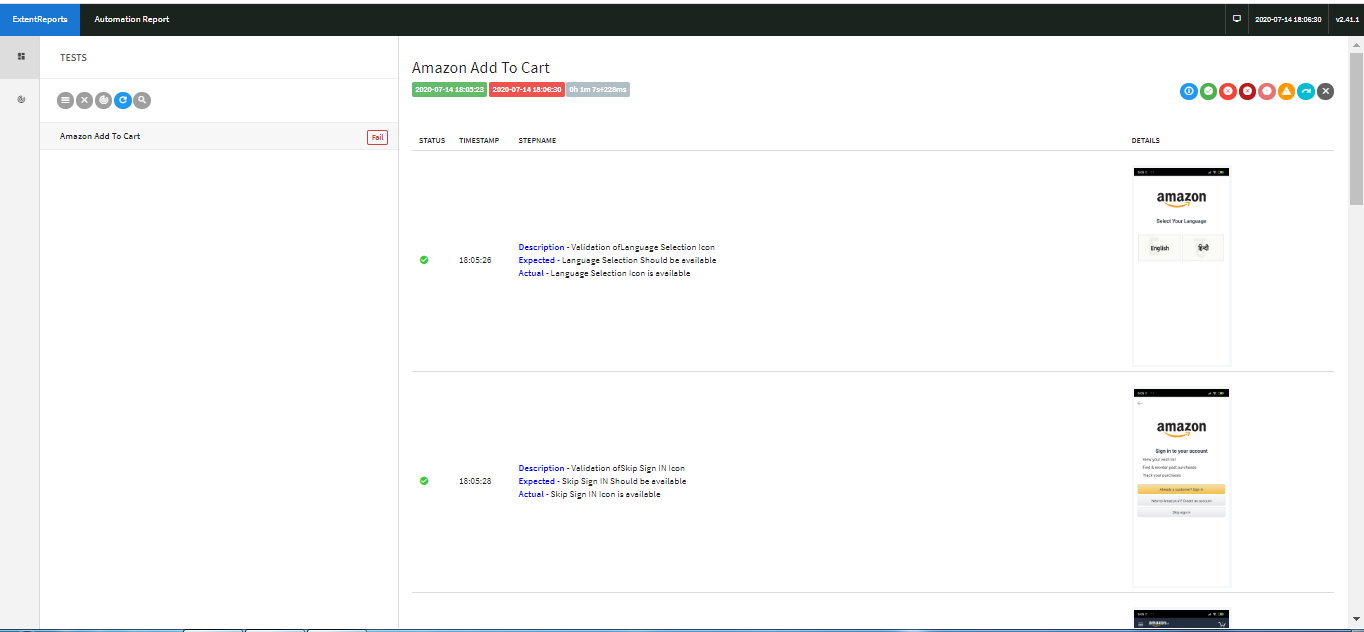 ExtentReports
Automation Report
2020-07-14 18:06:30
v2.41.1
TESTS
Amazon Add To Cart
Fail
Amazon Add To Cart
2020-07-14 18:05:23 2020-07-14 18:06:30 0h 1m 7s+228ms
STATUS TIMESTAMP STEPNAME DETAILS
18:05:26
Description - Validation ofLanguage Selection Icon
Expected - Language Selection Should be available
Actual - Language Selection Icon is available
amazon
Select Your Language
English हिन्दी
18:05:28
Description - Validation ofSkip Sign IN Icon
Expected - Skip Sign IN Should be available
Actual - Skip Sign IN Icon is available
amazon
Sign in to your account
View your wish list
Find & reorder past purchases
Track your purchases
Already a customer? Sign in
New to Amazon.in? Create an account
Skip sign in
amazon